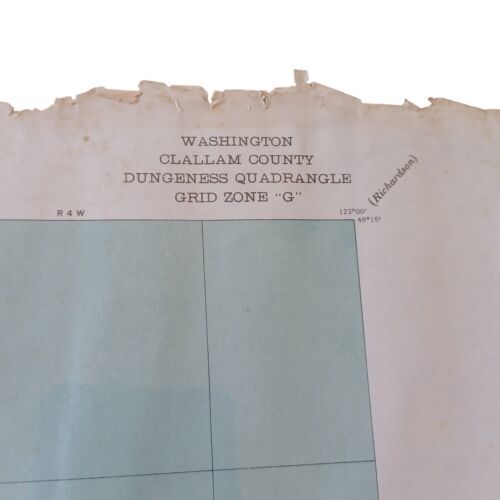 WASHINGTON
CLALLAM COUNTY
DUNGENESS QUADRANGLE
GRID ZONE "G"
(Richardson)
R 4 W
123°00'
48°15'